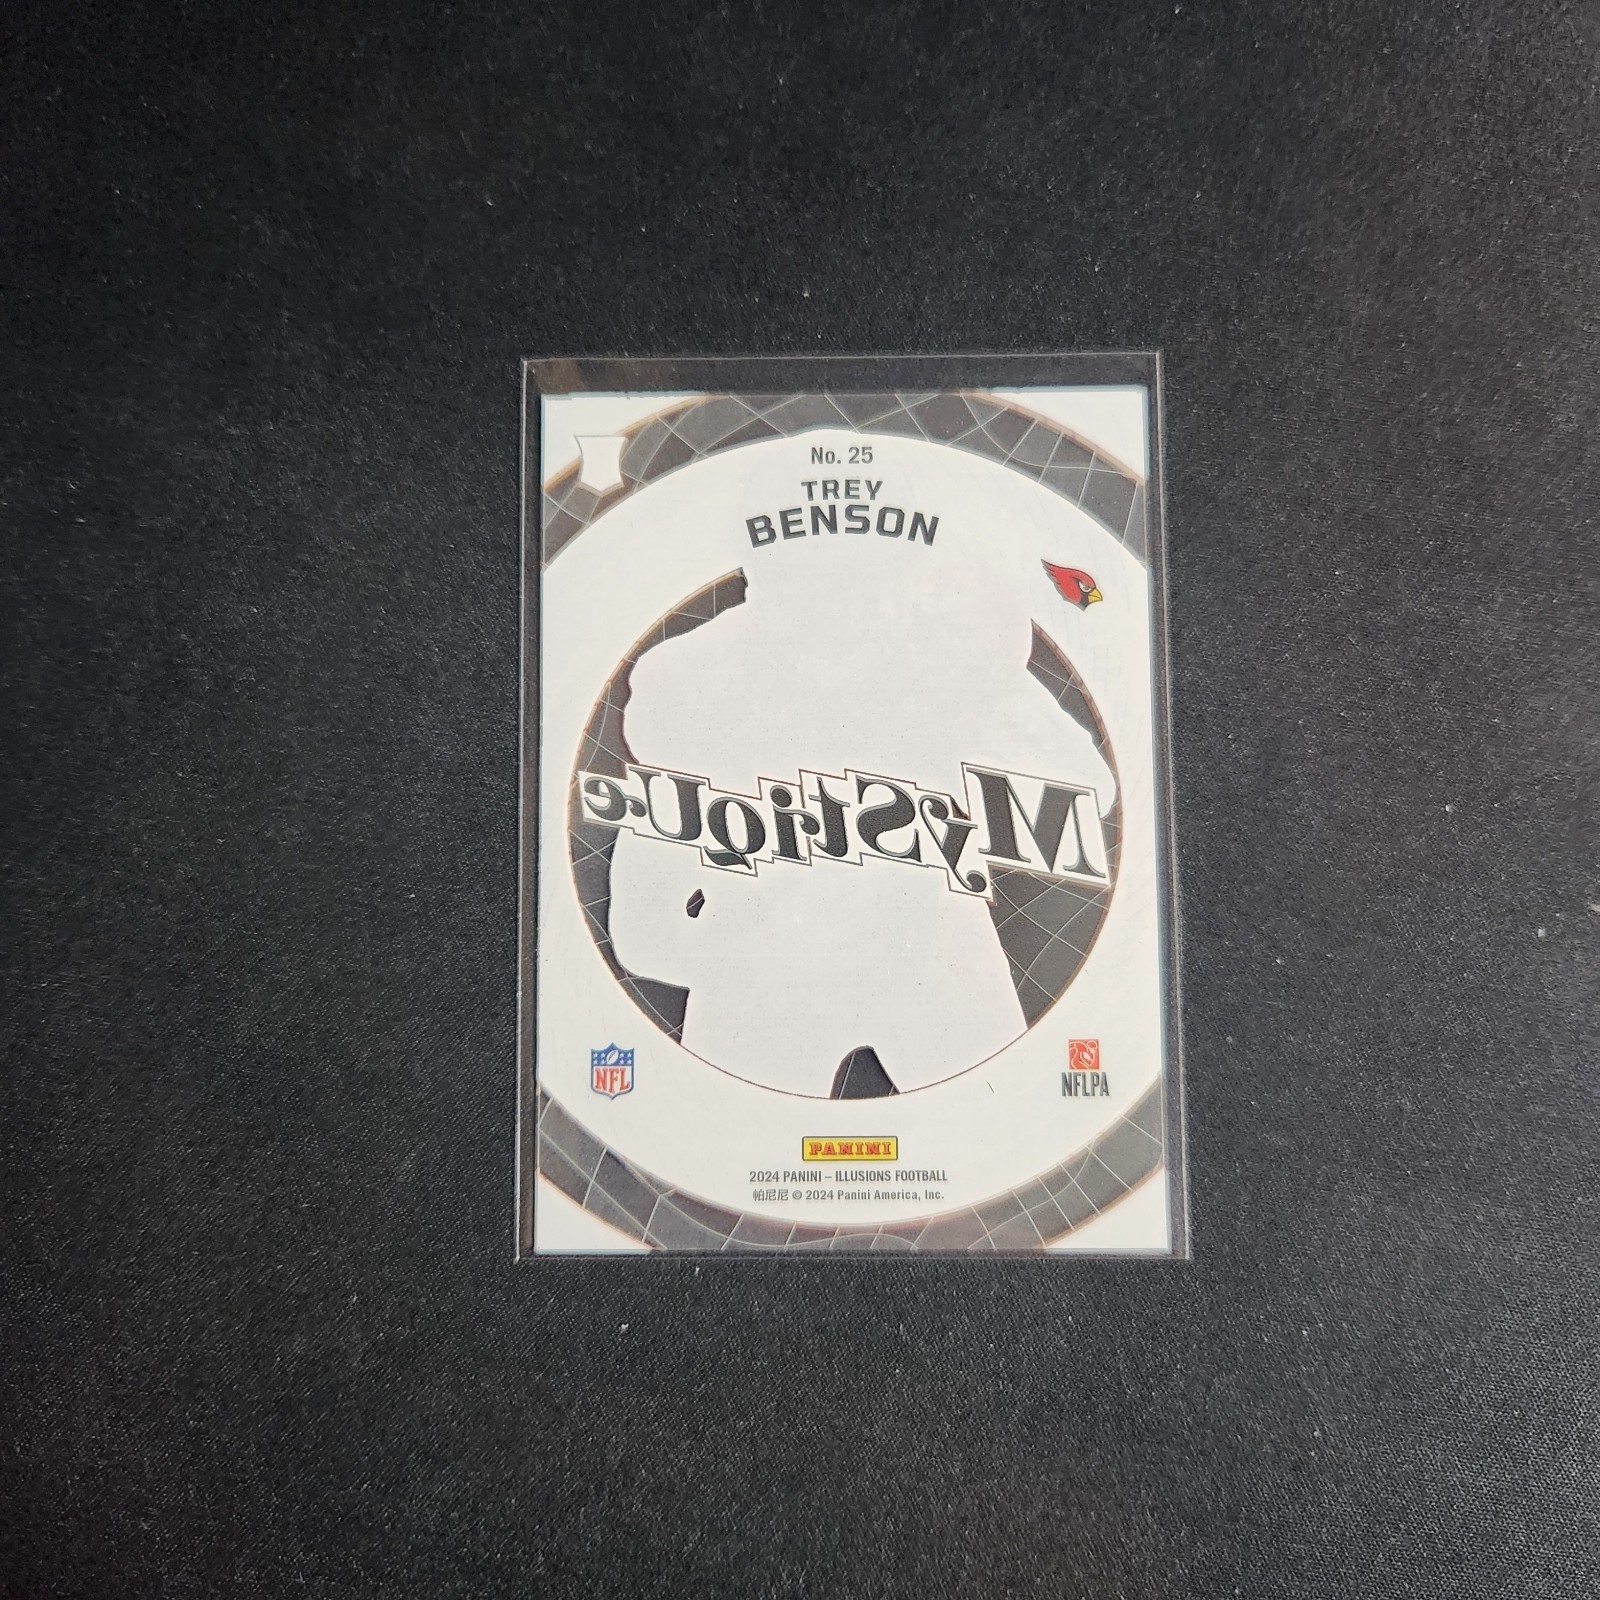 No. 25
TREY
BENSON
MyStiqUe
NFL
NFLPA
PANINI
2024 PANINI – ILLUSIONS FOOTBALL
帕尼尼 © 2024 Panini America, Inc.